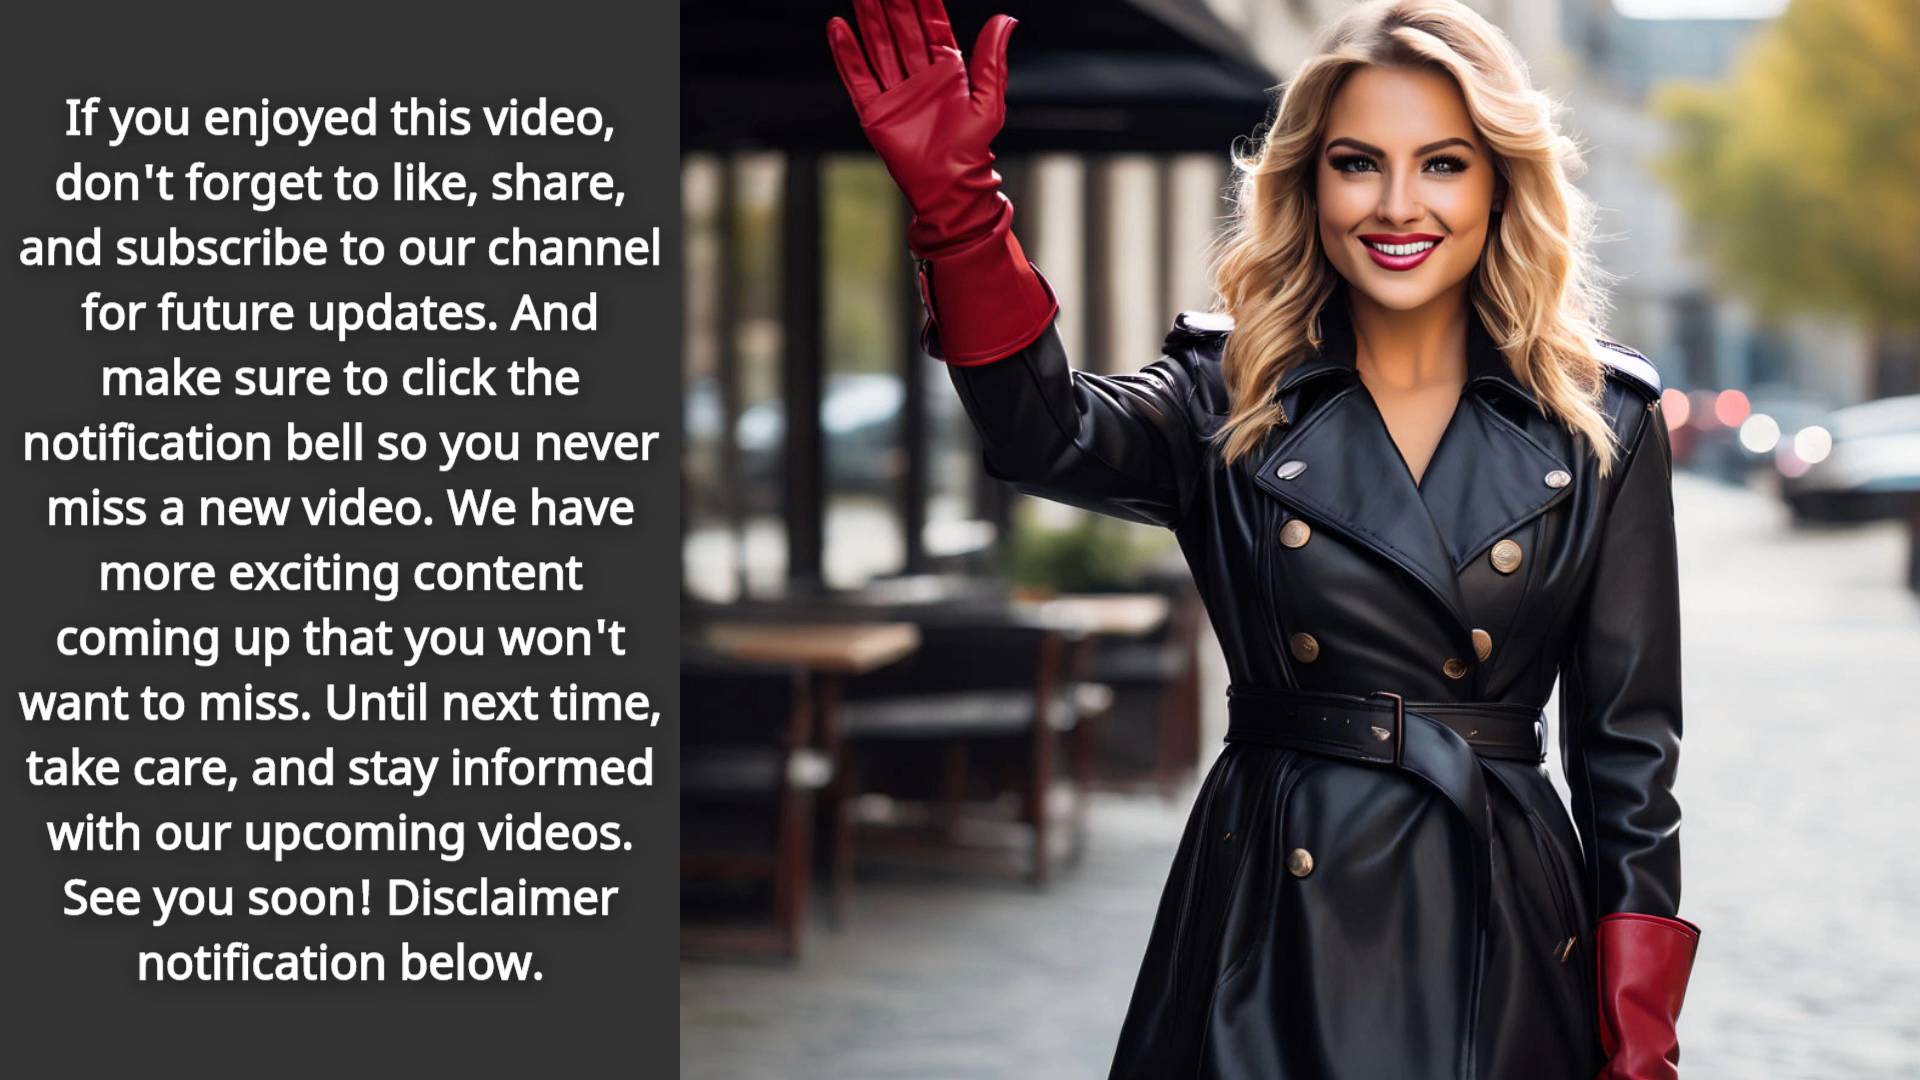 If you enjoyed this video,
don't forget to like, share,
and subscribe to our channel
for future updates. And
make sure to click the
notification bell so you never
miss a new video. We have
more exciting content
coming up that you won't
want to miss. Until next time,
take care, and stay informed
with our upcoming videos.
See you soon! Disclaimer
notification below.